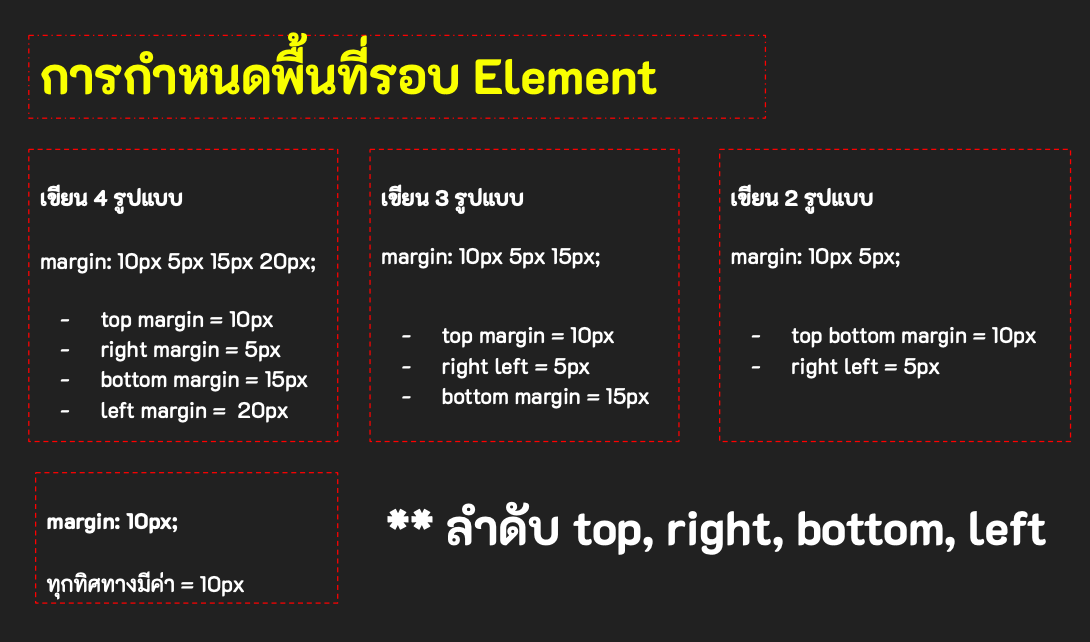 การกำหนดพื้นที่รอบ Element
เขียน 4 รูปแบบ
margin: 10px 5px 15px 20px;
- top margin = 10px
- right margin = 5px
- bottom margin = 15px
- left margin =  20px
เขียน 3 รูปแบบ
margin: 10px 5px 15px;
- top margin = 10px
- right left = 5px
- bottom margin = 15px
เขียน 2 รูปแบบ
margin: 10px 5px;
- top bottom margin = 10px
- right left = 5px
margin: 10px;
ทุกทิศทางมีค่า = 10px
** ลำดับ top, right, bottom, left